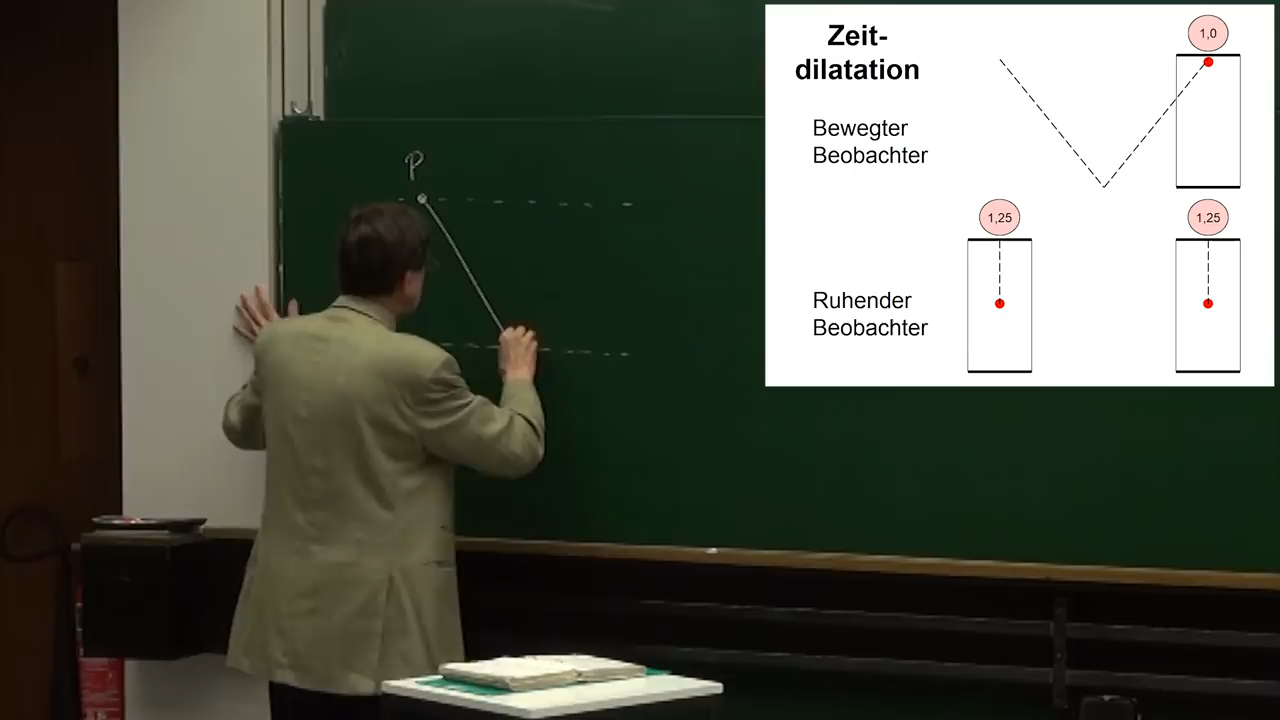 P
Zeit-
dilatation
1,0
Bewegter
Beobachter
1,25
1,25
Ruhender
Beobachter